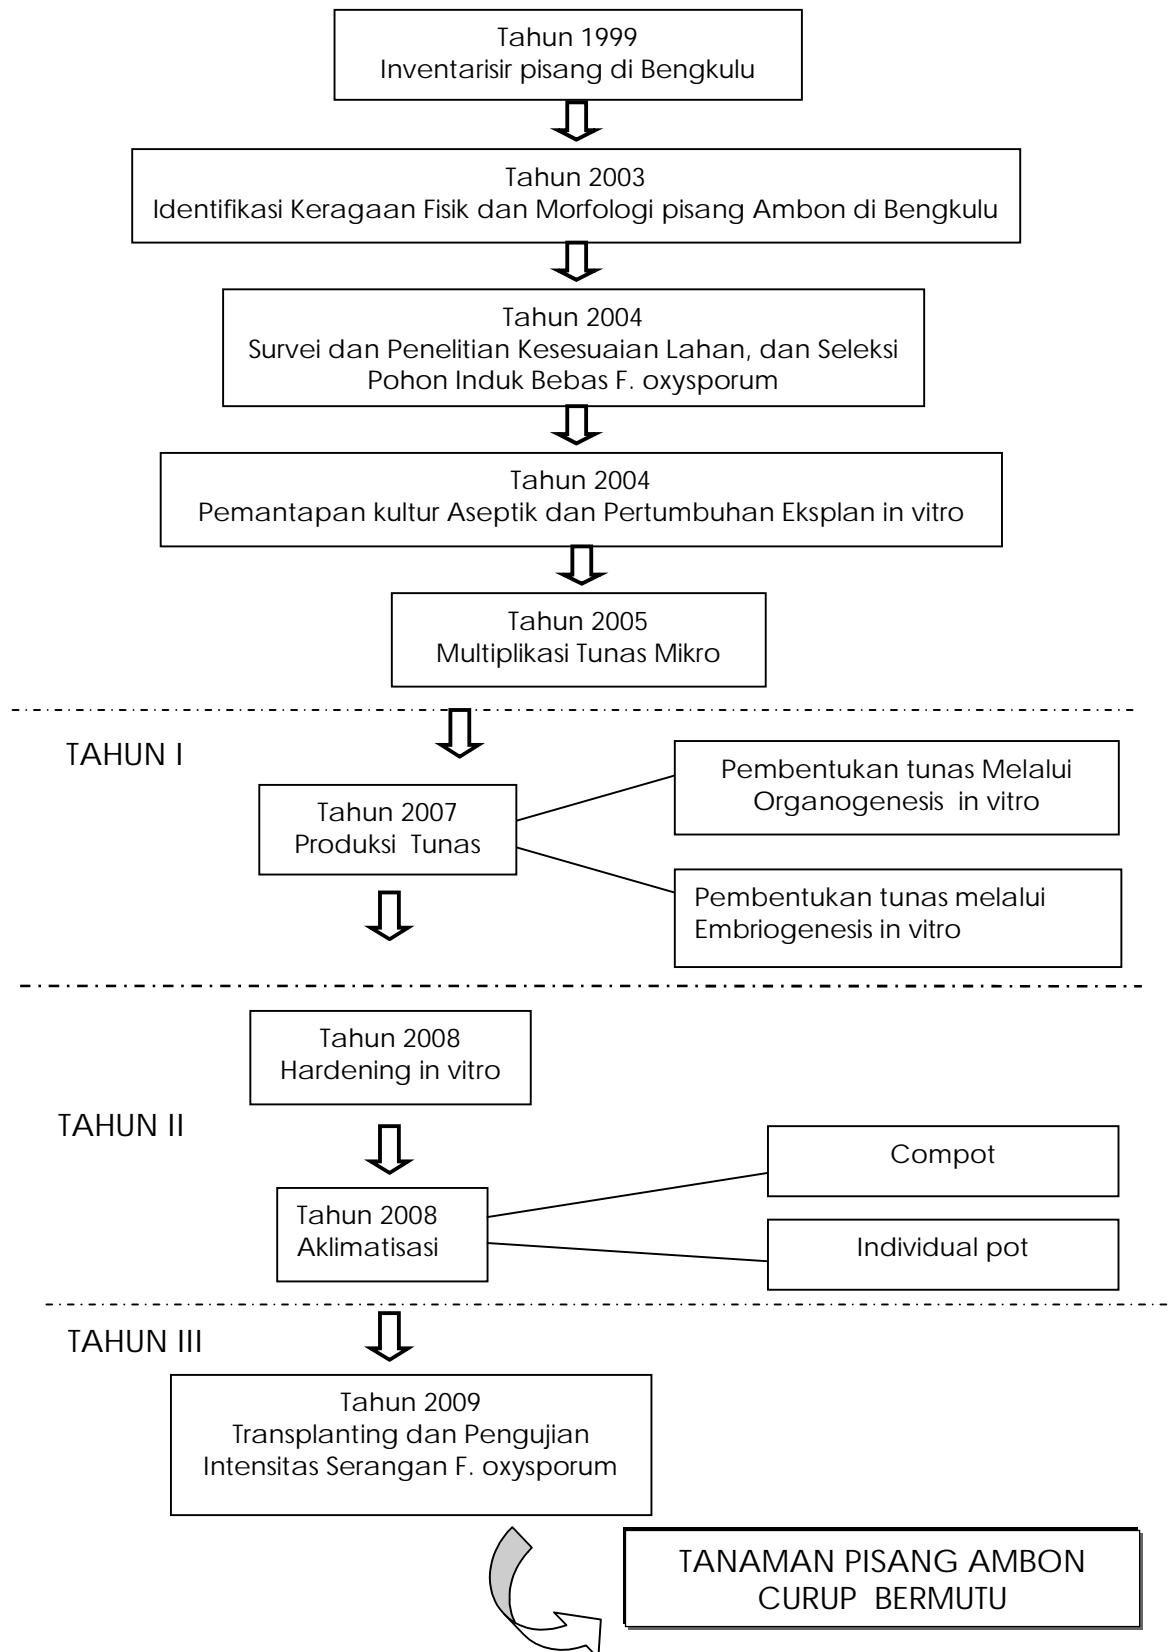 Tahun 1999
Inventarisir pisang di Bengkulu
Tahun 2003
Identifikasi Keragaan Fisik dan Morfologi pisang Ambon di Bengkulu
Tahun 2004
Survei dan Penelitian Kesesuaian Lahan, dan Seleksi
Pohon Induk Bebas F. oxysporum
Tahun 2004
Pemantapan kultur Aseptik dan Pertumbuhan Eksplan in vitro
Tahun 2005
Multiplikasi Tunas Mikro
TAHUN I
Tahun 2007
Produksi Tunas
Pembentukan tunas Melalui
Organogenesis in vitro
Pembentukan tunas melalui
Embriogenesis in vitro
Tahun 2008
Hardening in vitro
TAHUN II
Tahun 2008
Aklimatisasi
Compot
Individual pot
TAHUN III
Tahun 2009
Transplanting dan Pengujian
Intensitas Serangan F. oxysporum
TANAMAN PISANG AMBON
CURUP BERMUTU